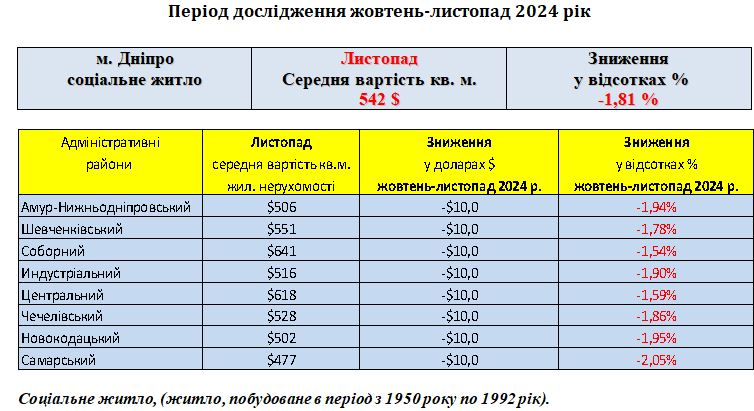 Період дослідження жовтень-листопад 2024 рік
м. Дніпро
соціальне житло
Листопад
Середня вартість кв. м.
542 $
Зниження
у відсотках %
-1,81 %
Адміністративні
райони
Листопад
середня вартість кв.м.
жил. нерухомості
Зниження
у доларах $
жовтень-листопад 2024 р.
Зниження
у відсотках %
жовтень-листопад 2024 р.
Амур-Нижньодніпровський $506 -$10,0 -1,94%
Шевченківський $551 -$10,0 -1,78%
Соборний $641 -$10,0 -1,54%
Индустріальний $516 -$10,0 -1,90%
Центральний $618 -$10,0 -1,59%
Чечелівський $528 -$10,0 -1,86%
Новокодацький $502 -$10,0 -1,95%
Самарський $477 -$10,0 -2,05%
Соціальне житло, (житло, побудоване в період з 1950 року по 1992 рік).